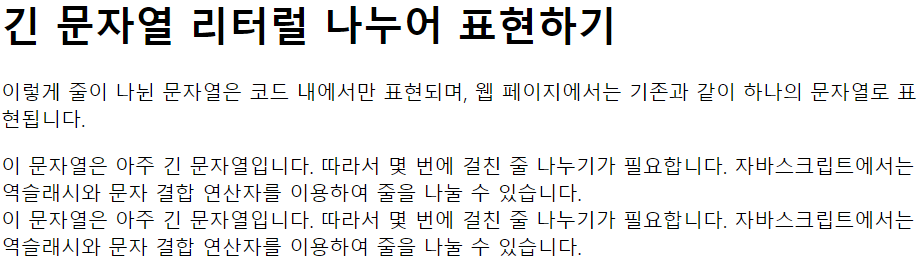 긴 문자열 리터럴 나누어 표현하기
이렇게 줄이 나뉜 문자열은 코드 내에서만 표현되며, 웹 페이지에서는 기존과 같이 하나의 문자열로 표
현됩니다.
이 문자열은 아주 긴 문자열입니다. 따라서 몇 번에 걸친 줄 나누기가 필요합니다. 자바스크립트에서는
역슬래시와 문자 결합 연산자를 이용하여 줄을 나눌 수 있습니다.
이 문자열은 아주 긴 문자열입니다. 따라서 몇 번에 걸친 줄 나누기가 필요합니다. 자바스크립트에서는
역슬래시와 문자 결합 연산자를 이용하여 줄을 나눌 수 있습니다.